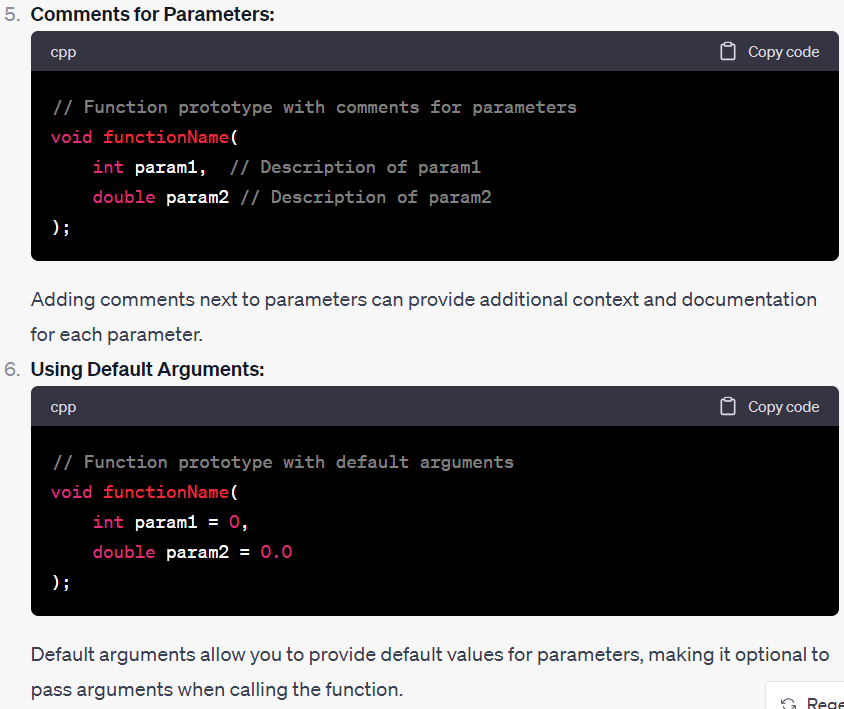 5. Comments for Parameters:
cpp Copy code
// Function prototype with comments for parameters
void functionName(
int param1, // Description of param1
double param2 // Description of param2
);
Adding comments next to parameters can provide additional context and documentation
for each parameter.
6. Using Default Arguments:
cpp Copy code
// Function prototype with default arguments
void functionName(
int param1 = 0,
double param2 = 0.0
);
Default arguments allow you to provide default values for parameters, making it optional to
pass arguments when calling the function.